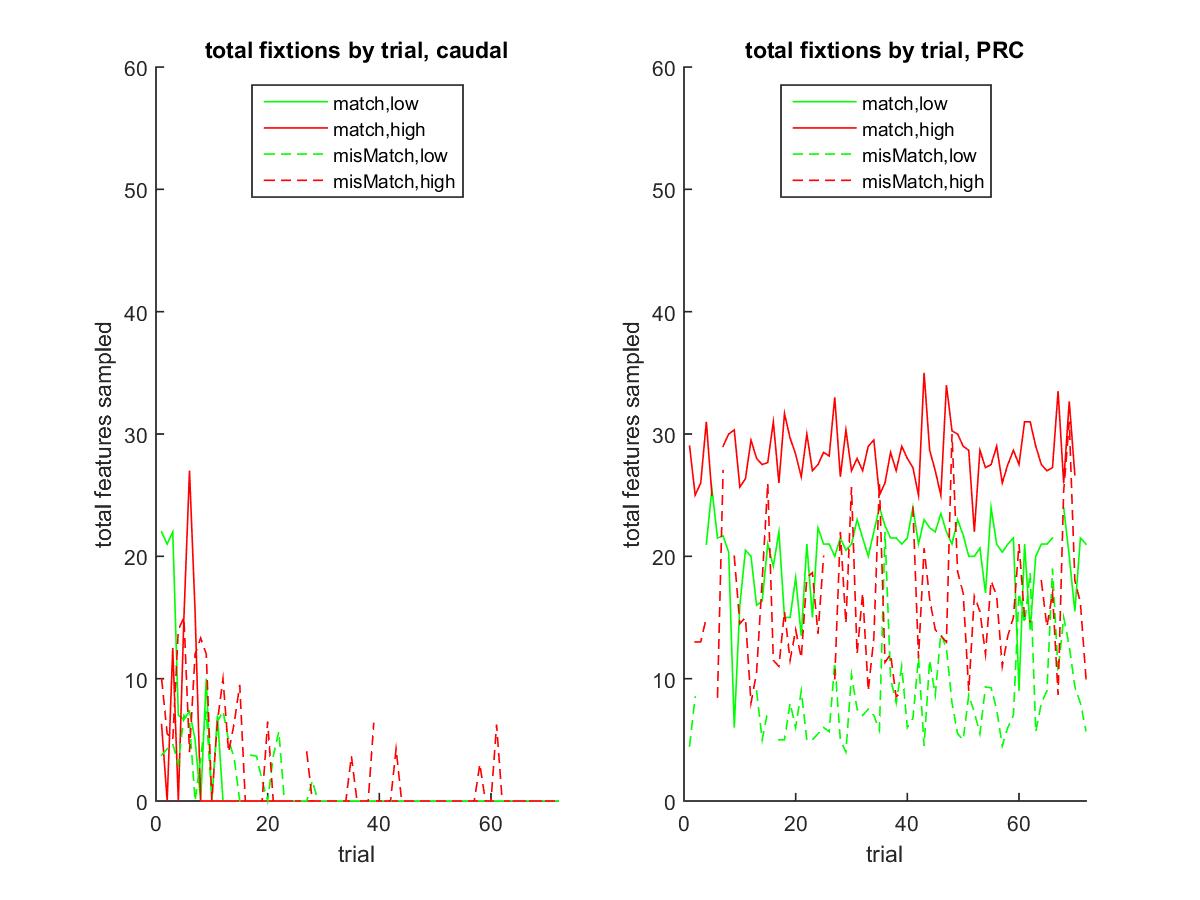 total fixtions by trial, caudal
60
50
40
30
20
10
0
total features sampled
match,low
match,high
misMatch,low
misMatch,high
0
20
40
60
trial
total fixtions by trial, PRC
60
50
40
30
20
10
0
total features sampled
match,low
match,high
misMatch,low
misMatch,high
0
20
40
60
trial